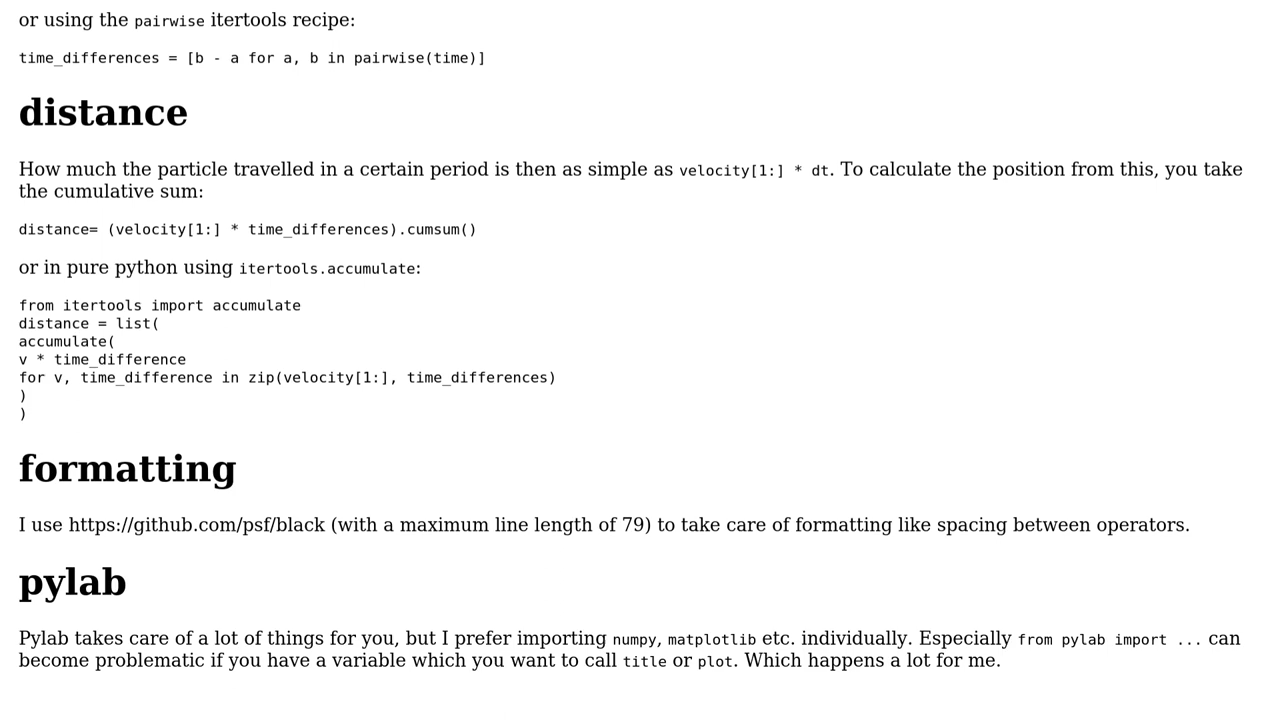 or using the pairwise itertools recipe:
time_differences = [b - a for a, b in pairwise(time)]
distance
How much the particle travelled in a certain period is then as simple as velocity[1:] * dt. To calculate the position from this, you take
the cumulative sum:
distance= (velocity[1:] * time_differences).cumsum()
or in pure python using itertools.accumulate:
from itertools import accumulate
distance = list(
accumulate(
v * time_difference
for v, time_difference in zip(velocity[1:], time_differences)
)
)
formatting
I use https://github.com/psf/black (with a maximum line length of 79) to take care of formatting like spacing between operators.
pylab
Pylab takes care of a lot of things for you, but I prefer importing numpy, matplotlib etc. individually. Especially from pylab import ... can
become problematic if you have a variable which you want to call title or plot. Which happens a lot for me.